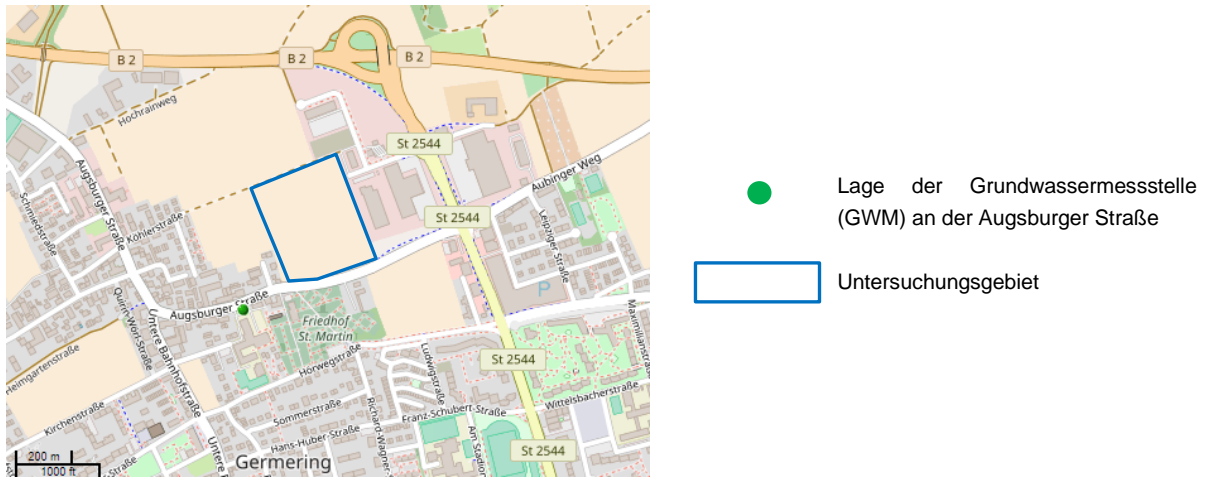 B 2
B 2
B 2
Hochrainweg
St 2544
Aubinger Weg
Augsburger Straße
Schmiedstraße
Köhlerstraße
St 2544
Leipziger Straße
P
Augsburger Straße
Friedhof
St. Martin
Quirin-Wörl-Straße
Untere Bahnhofstraße
Heimgartenstraße
Horwegstraße
Ludwigstraße
St 2544
Maximilianstraße
Kirchenstraße
Sommerstraße
Wittelsbacherstraße
Franz-Schubert-Straße
Richard-Wagner-
Hans-Huber-Straße
Am Stadion
St 2544
Untere
-Straße
Germering
200 m
1000 ft
Lage der Grundwassermessstelle
(GWM) an der Augsburger Straße
Untersuchungsgebiet